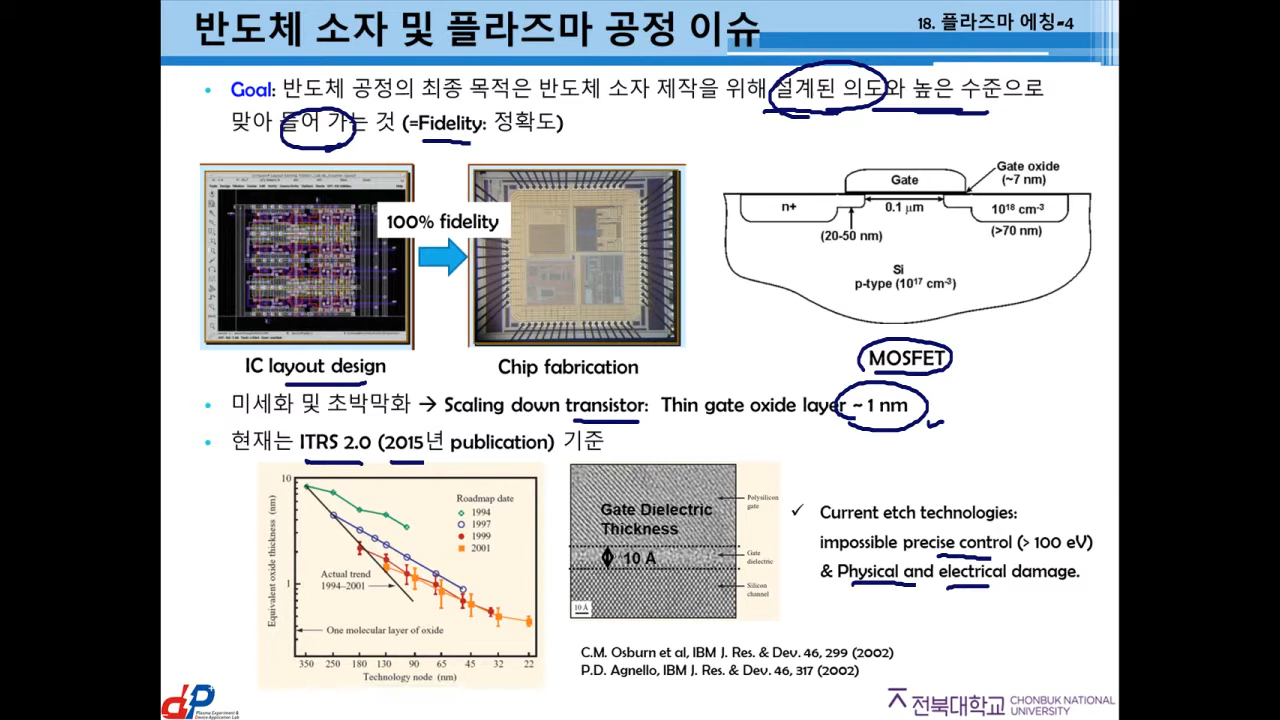 반도체 소자 및 플라즈마 공정 이슈
18. 플라즈마 에칭-4
• Goal: 반도체 공정의 최종 목적은 반도체 소자 제작을 위해 설계된 의도와 높은 수준으로
맞아 들어 가는 것 (=Fidelity: 정확도)
100% fidelity
IC layout design
Chip fabrication
Gate
Gate oxide
(~7 nm)
n+
0.1 μm
10¹⁸ cm⁻³
(20-50 nm)
(>70 nm)
Si
p-type (10¹⁷ cm⁻³)
MOSFET
• 미세화 및 초박막화 → Scaling down transistor: Thin gate oxide layer ~ 1 nm
• 현재는 ITRS 2.0 (2015년 publication) 기준
Equivalent oxide thickness (nm)
10
1
Roadmap date
1994
1997
1999
2001
Actual trend
1994–2001
One molecular layer of oxide
350 250 180 130 90 65 45 32 22
Technology node (nm)
Gate Dielectric
Thickness
10 Å
10 Å
Polysilicon
gate
Gate
dielectric
Silicon
channel
✓ Current etch technologies:
impossible precise control (> 100 eV)
& Physical and electrical damage.
C.M. Osburn et al, IBM J. Res. & Dev. 46, 299 (2002)
P.D. Agnello, IBM J. Res. & Dev. 46, 317 (2002)
dP
Plasma Experiment &
Device Application Lab
전북대학교 CHONBUK NATIONAL
UNIVERSITY